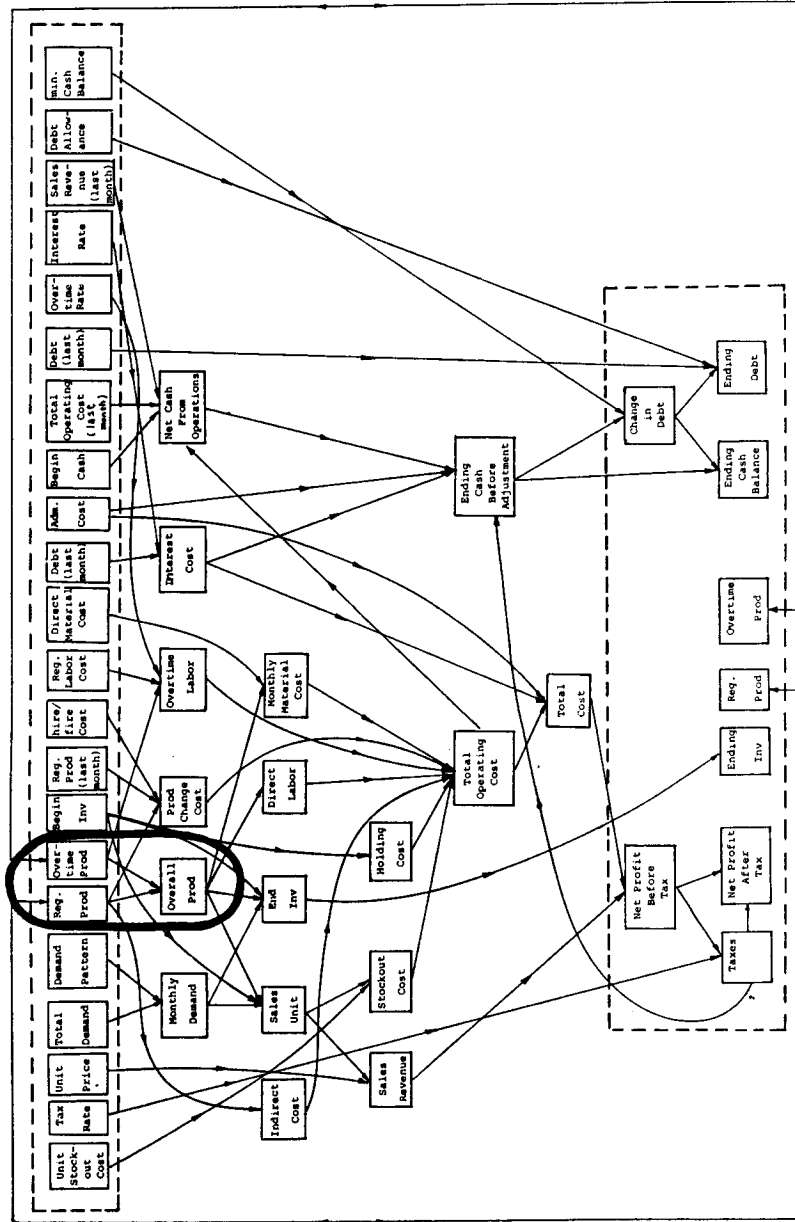 Unit
Stock-
out
Cost
Tax
Rate
Unit
Price
Total
Demand
Demand
Pattern
Reg.
Prod
Over-
time
Prod
Begin
Inv
Reg.
Prod
(last
month)
hire/
fire
Cost
Reg.
Labor
Cost
Direct
Material
Cost
Debt
(last
month)
Adm.
Cost
Begin
Cash
Total
Operating
Cost
(last
month)
Debt
(last
month)
Over-
time
Rate
Interest
Rate
Sales
Reve-
nue
(last
month)
Debt
Allow-
ance
min.
Cash
Balance
Monthly
Demand
Overall
Prod
Prod
Change
Cost
Overtime
Labor
Interest
Cost
Net Cash
From
Operations
Indirect
Cost
Sales
Unit
End
Inv
Direct
Labor
Monthly
Material
Cost
Sales
Revenue
Stockout
Cost
Holding
Cost
Total
Operating
Cost
Ending
Cash
Before
Adjustment
Total
Cost
Net Profit
Before
Tax
Change
in
Debt
Taxes
Net Profit
After
Tax
Ending
Inv
Reg.
Prod
Overtime
Prod
Ending
Cash
Balance
Ending
Debt